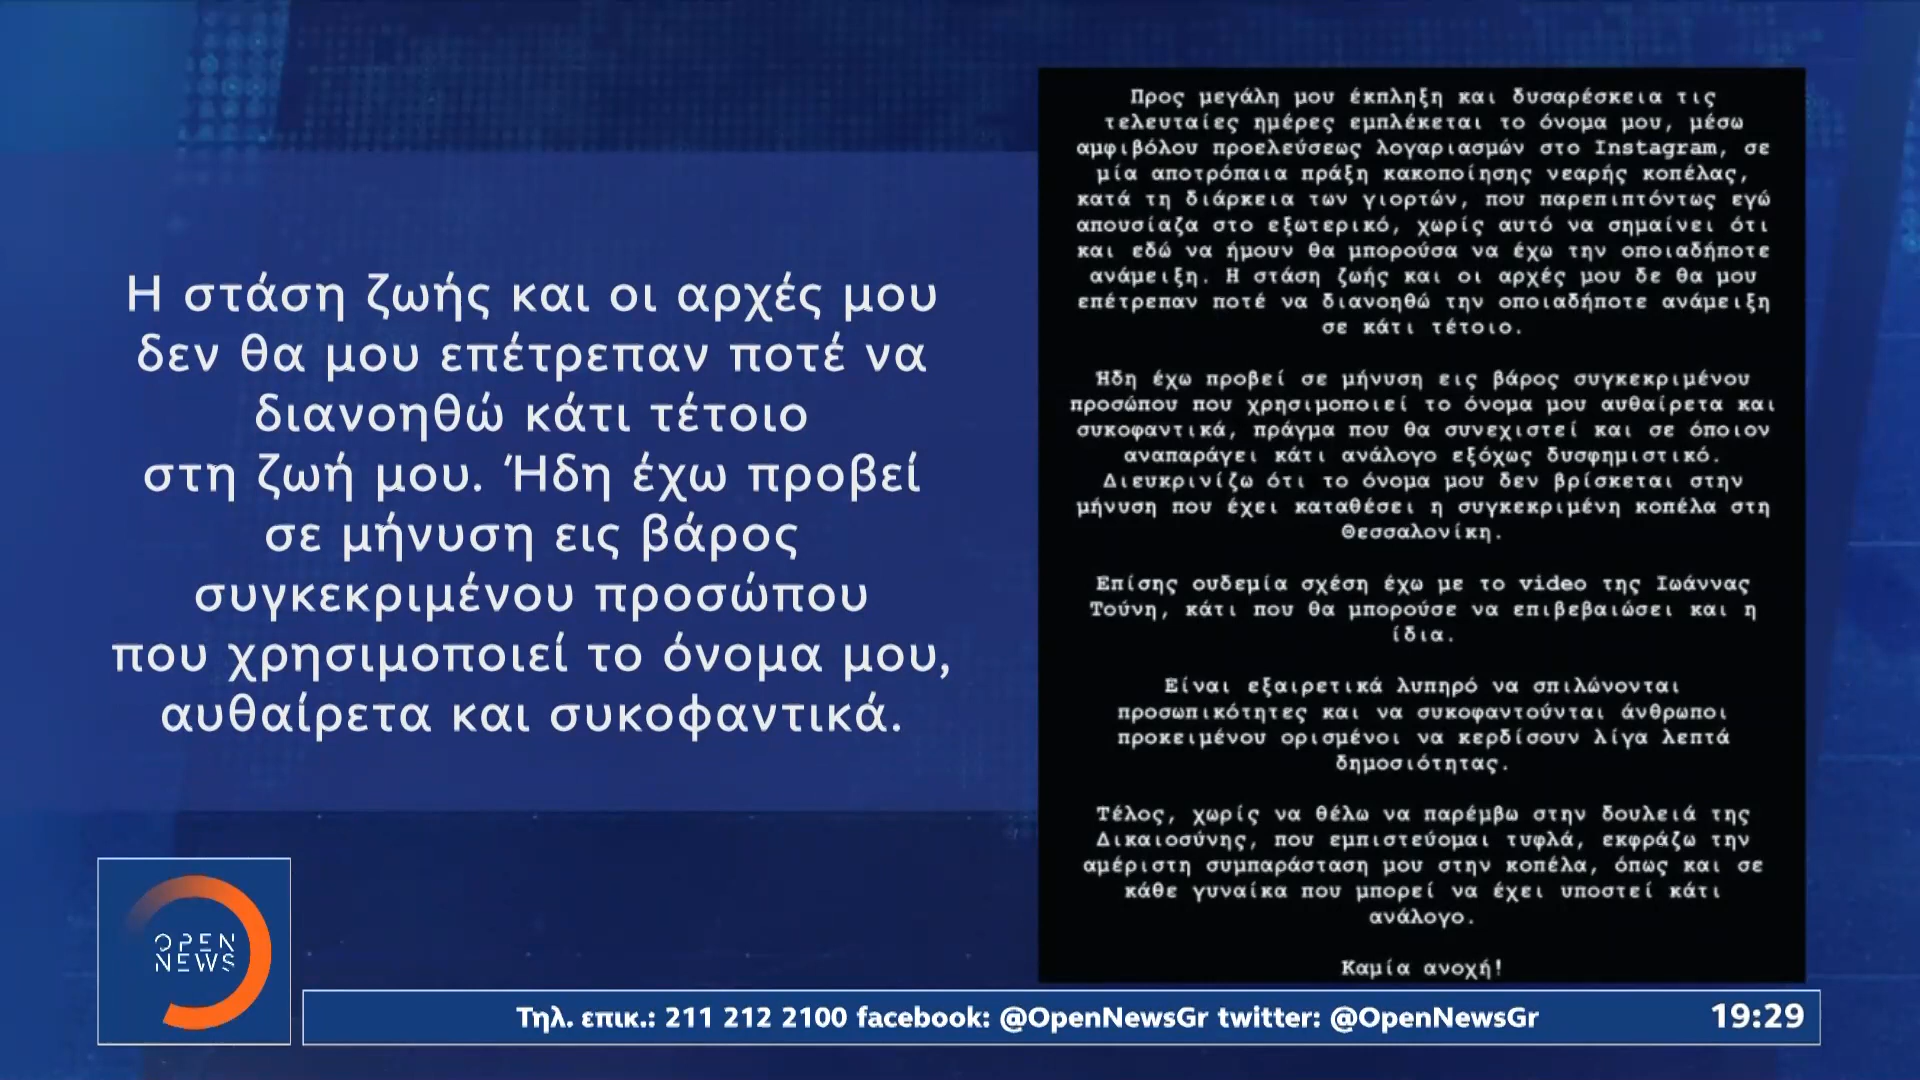 Η στάση ζωής και οι αρχές μου
δεν θα μου επέτρεπαν ποτέ να
διανοηθώ κάτι τέτοιο
στη ζωή μου. Ήδη έχω προβεί
σε μήνυση εις βάρος
συγκεκριμένου προσώπου
που χρησιμοποιεί το όνομα μου,
αυθαίρετα και συκοφαντικά.
Προς μεγάλη μου έκπληξη και δυσαρέσκεια τις
τελευταίες ημέρες εμπλέκεται το όνομα μου, μέσω
αμφιβόλου προελεύσεως λογαριασμών στο Instagram, σε
μία αποτρόπαια πράξη κακοποίησης νεαρής κοπέλας,
κατά τη διάρκεια των γιορτών, που παρεπιπτόντως εγώ
απουσίαζα στο εξωτερικό, χωρίς αυτό να σημαίνει ότι
και εδώ να ήμουν θα μπορούσα να έχω την οποιαδήποτε
ανάμειξη. Η στάση ζωής και οι αρχές μου δε θα μου
επέτρεπαν ποτέ να διανοηθώ την οποιαδήποτε ανάμειξη
σε κάτι τέτοιο.
Ήδη έχω προβεί σε μήνυση εις βάρος συγκεκριμένου
προσώπου που χρησιμοποιεί το όνομα μου αυθαίρετα και
συκοφαντικά, πράγμα που θα συνεχιστεί και σε όποιον
αναπαράγει κάτι ανάλογο εξόχως δυσφημιστικό.
Διευκρινίζω ότι το όνομα μου δεν βρίσκεται στην
μήνυση που έχει καταθέσει η συγκεκριμένη κοπέλα στη
Θεσσαλονίκη.
Επίσης ουδεμία σχέση έχω με το video της Ιωάννας
Τούνη, κάτι που θα μπορούσε να επιβεβαιώσει και η
ίδια.
Είναι εξαιρετικά λυπηρό να σπιλώνονται
προσωπικότητες και να συκοφαντούνται άνθρωποι
προκειμένου ορισμένοι να κερδίσουν λίγα λεπτά
δημοσιότητας.
Τέλος, χωρίς να θέλω να παρέμβω στην δουλειά της
Δικαιοσύνης, που εμπιστεύομαι τυφλά, εκφράζω την
αμέριστη συμπαράσταση μου στην κοπέλα, όπως και σε
κάθε γυναίκα που μπορεί να έχει υποστεί κάτι
ανάλογο.
Καμία ανοχή!
OPEN
NEWS
Τηλ. επικ.: 211 212 2100 facebook: @OpenNewsGr twitter: @OpenNewsGr
19:29